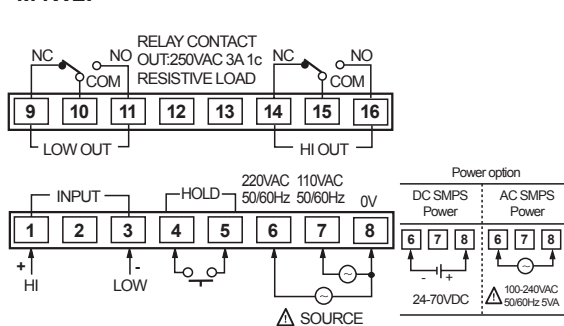 RELAY CONTACT
OUT:250VAC 3A 1c
RESISTIVE LOAD
NC NO
COM
NC NO
COM
9 10 11 12 13 14 15 16
LOW OUT HI OUT
INPUT HOLD
220VAC 110VAC
50/60Hz 50/60Hz 0V
1 2 3 4 5 6 7 8
+ -
HI LOW
SOURCE
Power option
DC SMPS
Power
AC SMPS
Power
6 7 8 6 7 8
- +
24-70VDC
100-240VAC
50/60Hz 5VA